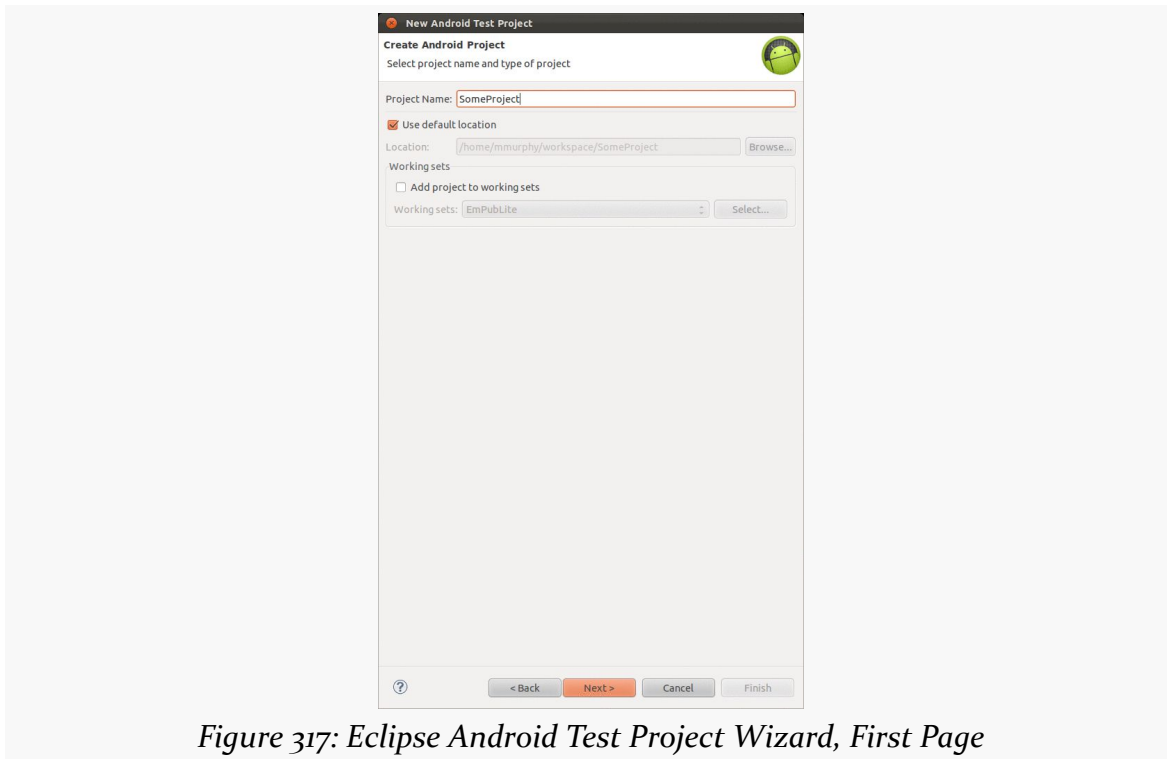 New Android Test Project
Create Android Project
Select project name and type of project
Project Name: SomeProject
Use default location
Location: /home/mmurphy/workspace/SomeProject Browse...
Working sets
Add project to working sets
Working sets: EmPubLite Select...
? < Back Next > Cancel Finish
Figure 317: Eclipse Android Test Project Wizard, First Page